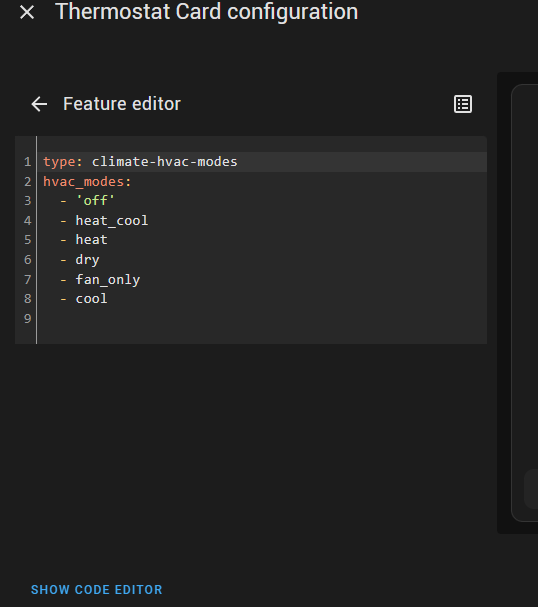 Thermostat Card configuration
Feature editor
1 type: climate-hvac-modes
2 hvac_modes:
3 - 'off'
4 - heat_cool
5 - heat
6 - dry
7 - fan_only
8 - cool
9
SHOW CODE EDITOR